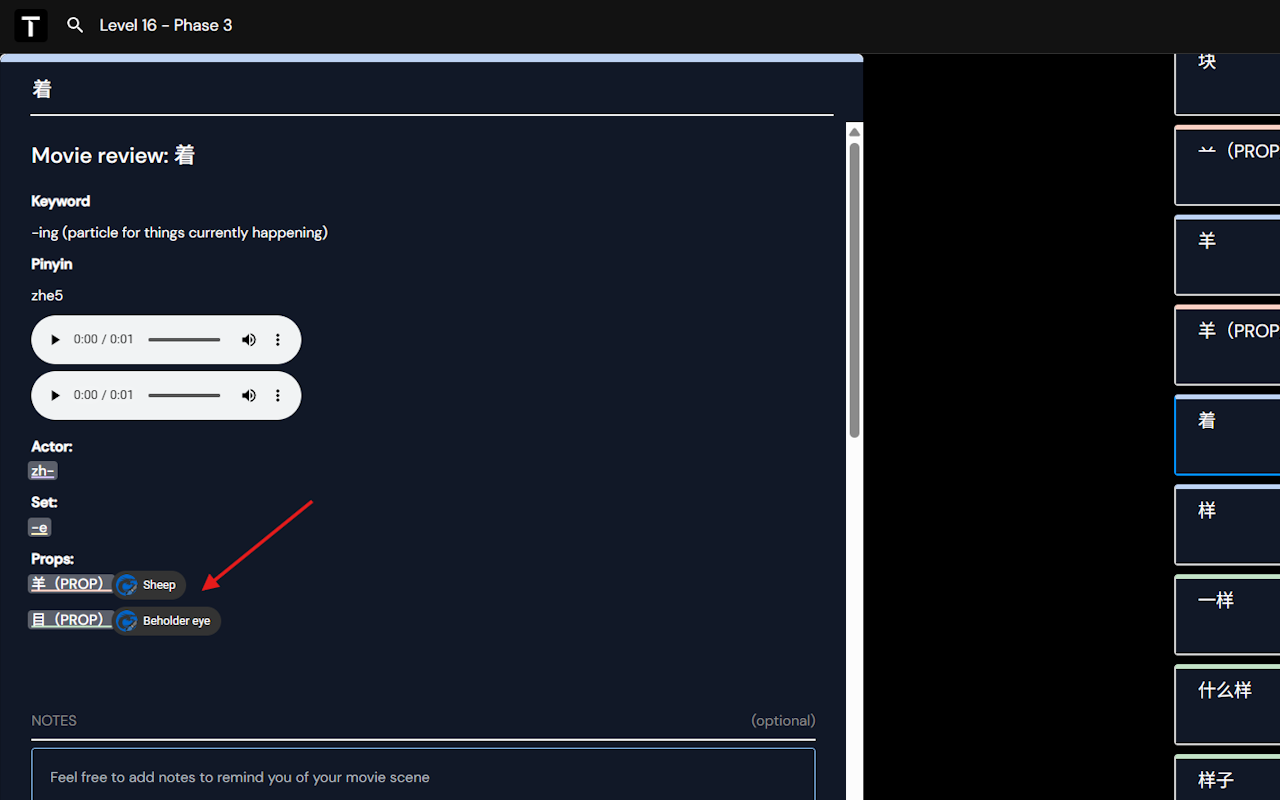 T
Level 16 - Phase 3
着
Movie review: 着
Keyword
-ing (particle for things currently happening)
Pinyin
zhe5
0:00 / 0:01
0:00 / 0:01
Actor:
zh-
Set:
-e
Props:
羊（PROP） Sheep
目（PROP） Beholder eye
NOTES (optional)
Feel free to add notes to remind you of your movie scene
块
䒑（PROP
羊
羊（PROP
着
样
一样
什么样
样子